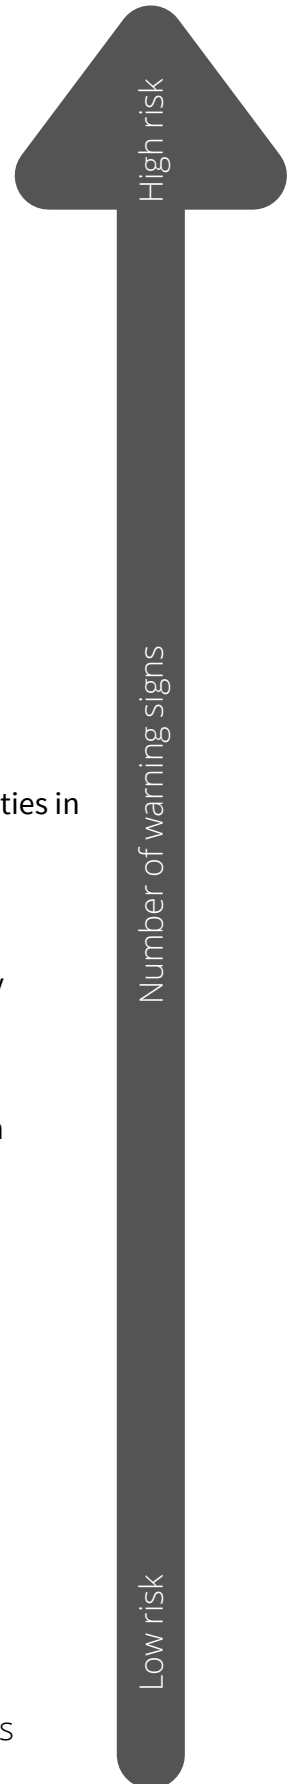 High risk
Number of warning signs
ties in
y
n
Low risk
s